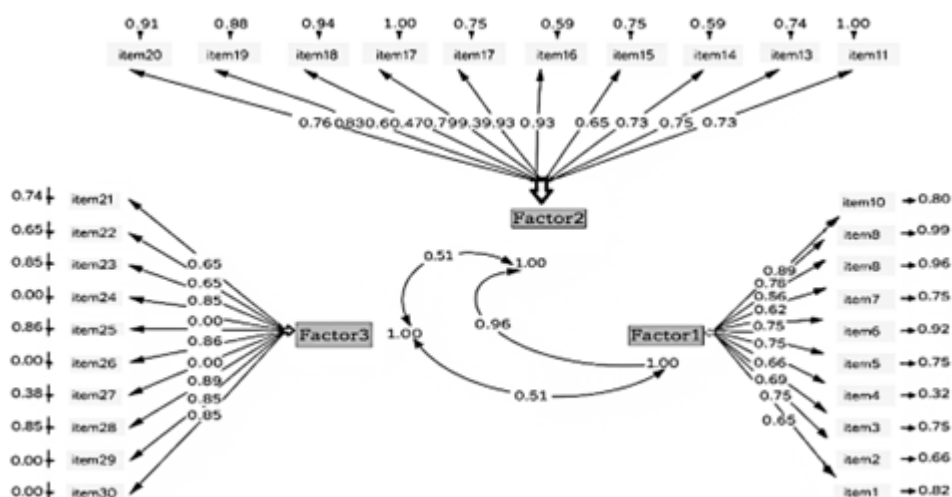 0.91 0.88 0.94 1.00 0.75 0.59 0.75 0.59 0.74 1.00
item20 item19 item18 item17 item17 item16 item15 item14 item13 item11
0.76 0.83 0.60 0.47 0.79 0.93 0.65 0.73 0.75 0.73
Factor2
0.74 item21
0.65 item22
0.85 item23
0.00 item24
0.86 item25
0.00 item26
0.38 item27
0.85 item28
0.00 item29
0.00 item30
0.65
0.65
0.85
0.00
0.86
0.00
0.89
0.85
0.85
Factor3
0.51
1.00
0.96
1.00
1.00
0.51
Factor1
0.89
0.78
0.56
0.62
0.75
0.75
0.66
0.69
0.75
0.65
item10 0.80
item8 0.99
item8 0.96
item7 0.75
item6 0.92
item5 0.75
item4 0.32
item3 0.75
item2 0.66
item1 0.82